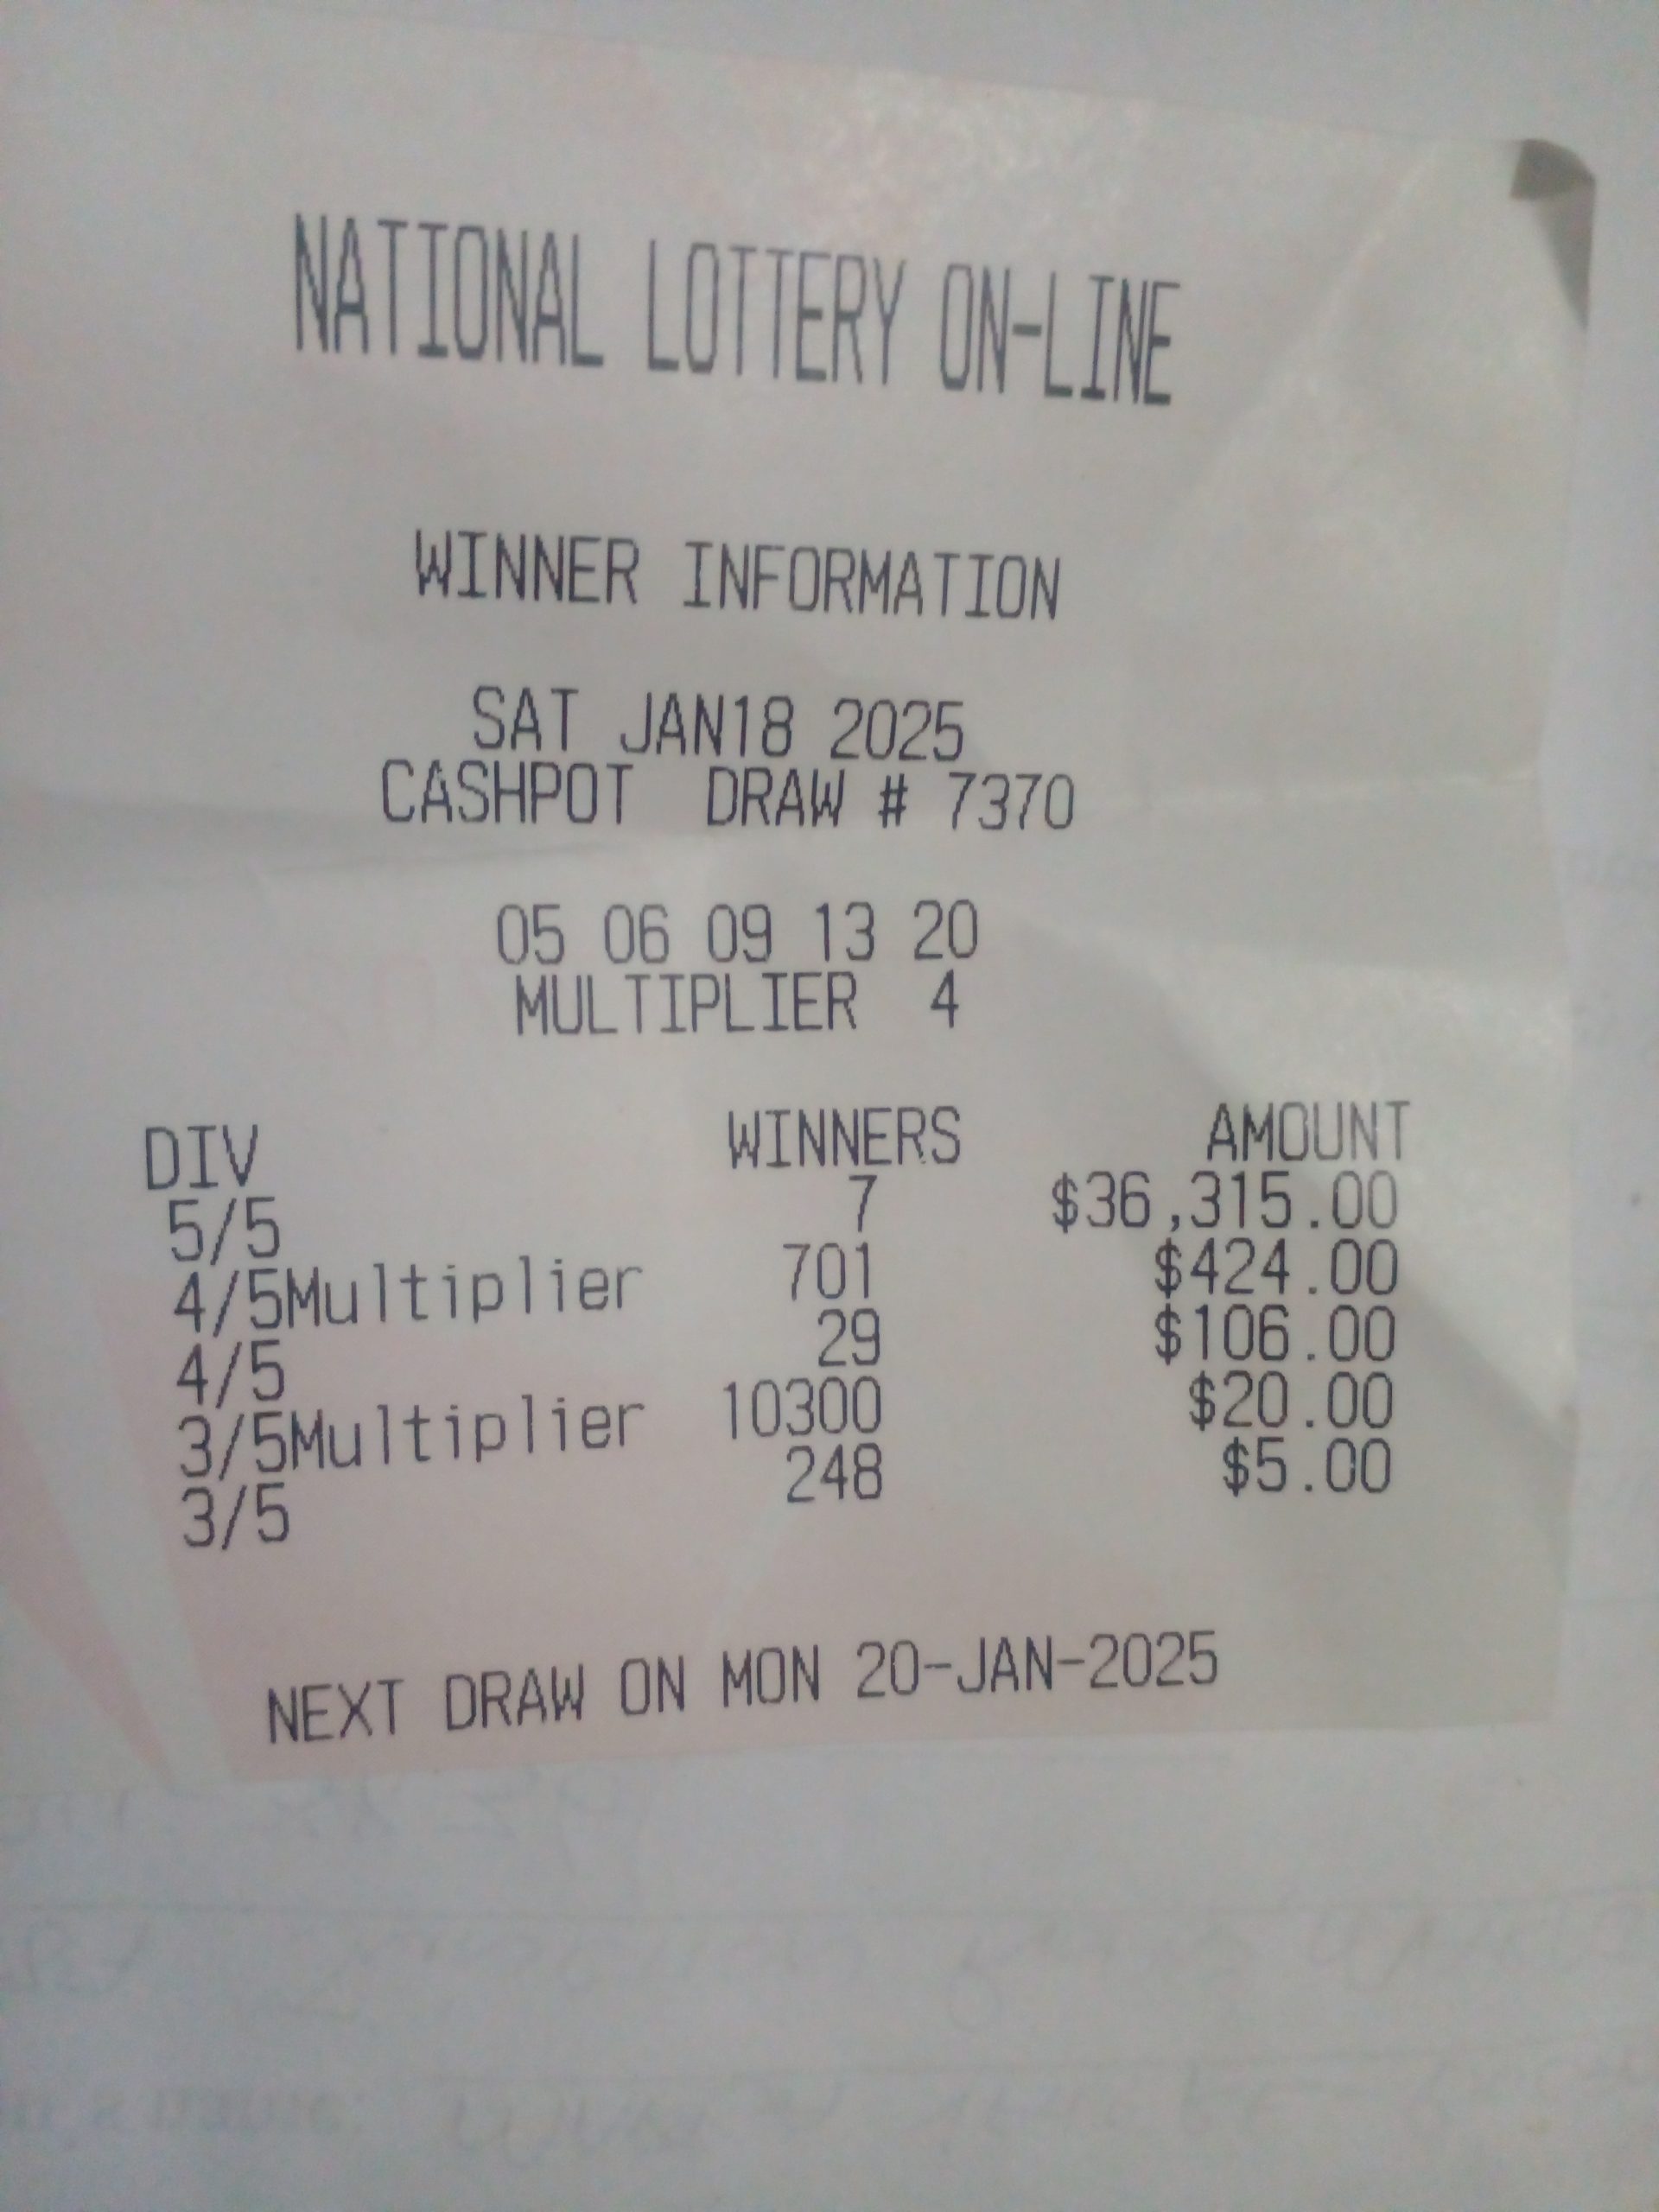 NATIONAL LOTTERY ON-LINE
WINNER INFORMATION
SAT JAN18 2025
CASHPOT DRAW # 7370
05 06 09 13 20
MULTIPLIER 4
DIV WINNERS AMOUNT
5/5 7 $36,315.00
4/5Multiplier 701 $424.00
4/5 29 $106.00
3/5Multiplier 10300 $20.00
3/5 248 $5.00
NEXT DRAW ON MON 20-JAN-2025